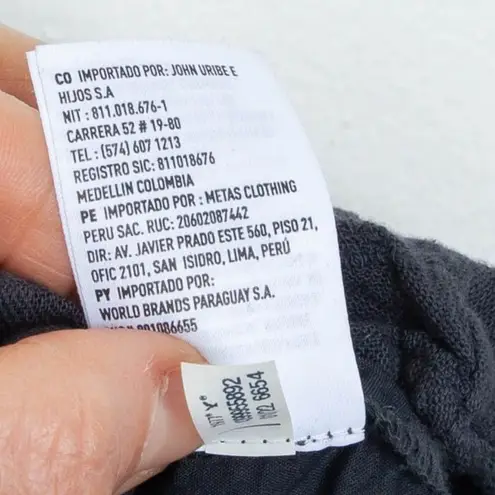 CO IMPORTADO POR: JOHN URIBE E
HIJOS S.A
NIT : 811.018.676-1
CARRERA 52 # 19-80
TEL : (574) 607 1213
REGISTRO SIC: 811018676
MEDELLIN COLOMBIA
PE IMPORTADO POR : METAS CLOTHING
PERU SAC. RUC: 20602087442
DIR: AV. JAVIER PRADO ESTE 560, PISO 21,
OFIC 2101, SAN ISIDRO, LIMA, PERÚ
PY IMPORTADO POR:
WORLD BRANDS PARAGUAY S.A.
H12 6654